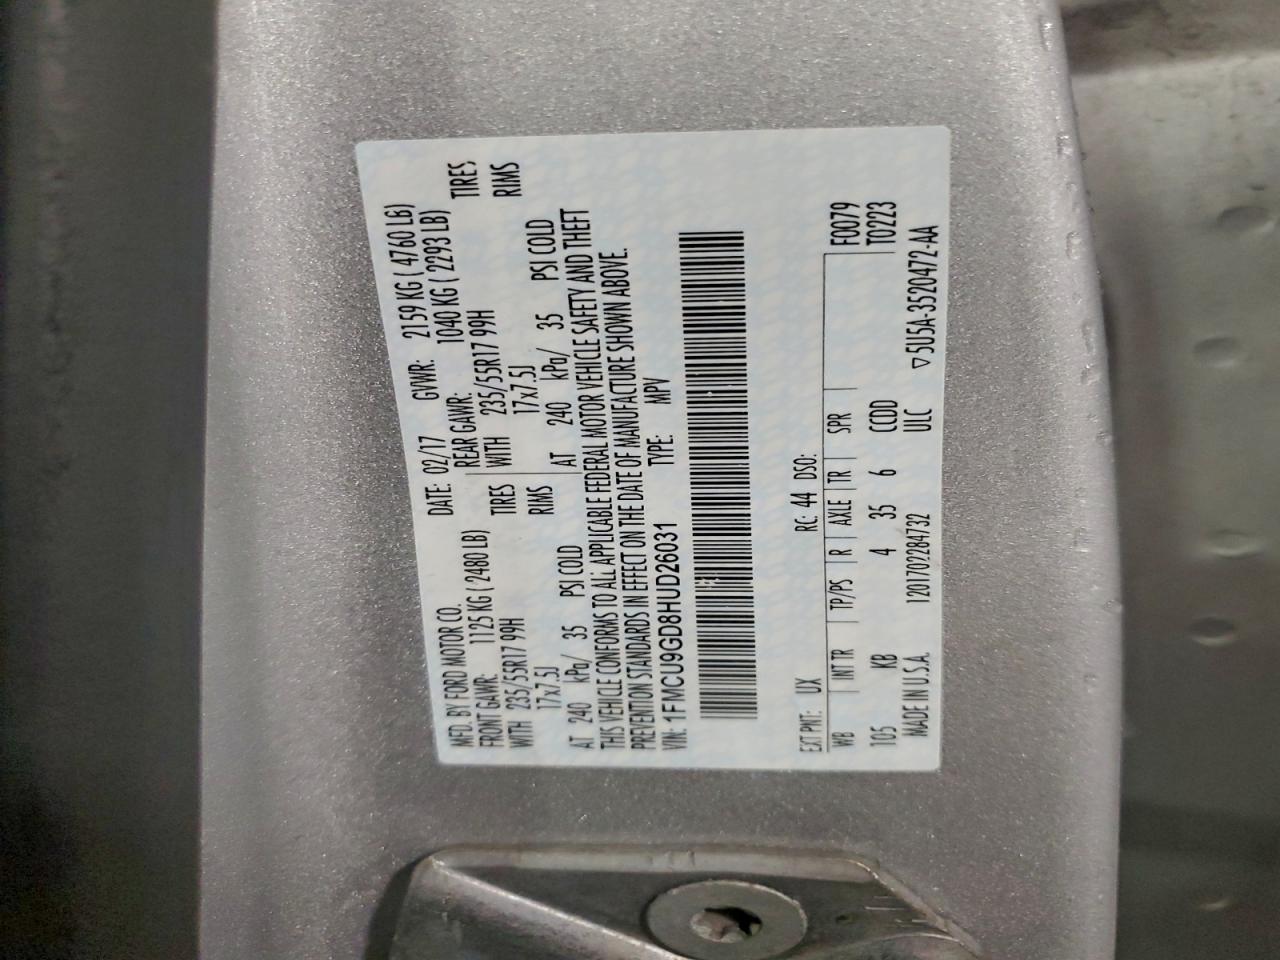 MFD. BY FORD MOTOR CO. DATE: 02/17 GVWR: 2159 KG ( 4760 LB)
FRONT GAWR: 1125 KG ( 2480 LB) REAR GAWR: 1040 KG ( 2293 LB)
WITH 235/55R17 99H TIRES WITH 235/55R17 99H TIRES
17x7.5J RIMS 17x7.5J RIMS
AT 240 kPa/ 35 PSI COLD AT 240 kPa/ 35 PSI COLD
THIS VEHICLE CONFORMS TO ALL APPLICABLE FEDERAL MOTOR VEHICLE SAFETY AND THEFT
PREVENTION STANDARDS IN EFFECT ON THE DATE OF MANUFACTURE SHOWN ABOVE.
VIN: 1FMCU9GD8HUD26031 TYPE: MPV
EXT PNT: UX RC: 44 DSO:
WB INT TR TP/PS R AXLE TR SPR F0079
105 KB 4 35 6 CCDD T0223
MADE IN U.S.A. 120170228473​2 ULC ▽5U5A-3520472-AA